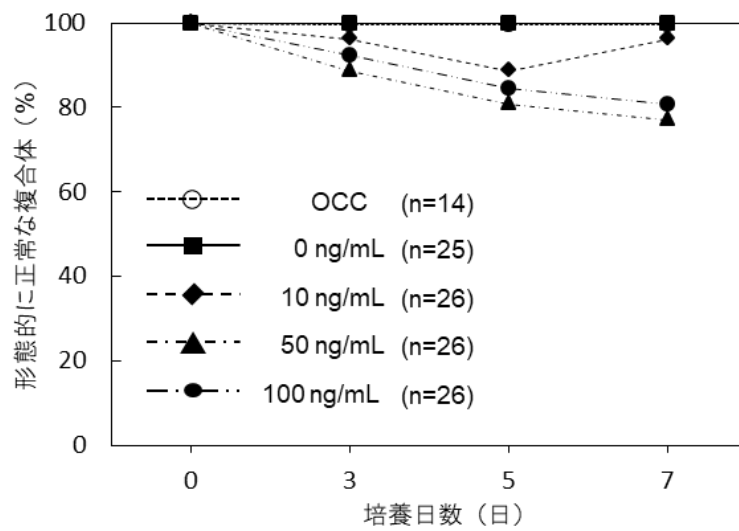 形態的に正常な複合体（%）
100
80
60
40
20
0
OCC (n=14)
0 ng/mL (n=25)
10 ng/mL (n=26)
50 ng/mL (n=26)
100 ng/mL (n=26)
0 3 5 7
培養日数（日）